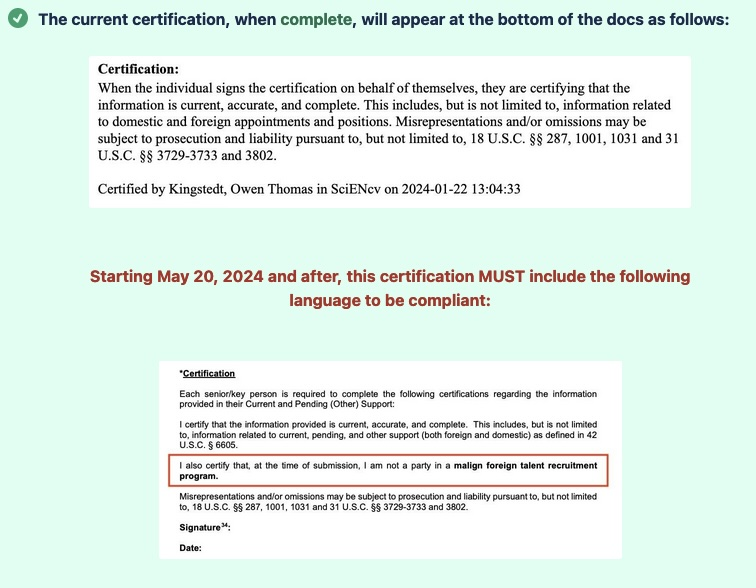 The current certification, when complete, will appear at the bottom of the docs as follows:
Certification:
When the individual signs the certification on behalf of themselves, they are certifying that the
information is current, accurate, and complete. This includes, but is not limited to, information related
to domestic and foreign appointments and positions. Misrepresentations and/or omissions may be
subject to prosecution and liability pursuant to, but not limited to, 18 U.S.C. §§ 287, 1001, 1031 and 31
U.S.C. §§ 3729-3733 and 3802.
Certified by Kingstedt, Owen Thomas in SciENcv on 2024-01-22 13:04:33
Starting May 20, 2024 and after, this certification MUST include the following
language to be compliant:
*Certification
Each senior/key person is required to complete the following certifications regarding the information
provided in their Current and Pending (Other) Support:
I certify that the information provided is current, accurate, and complete. This includes, but is not limited
to, information related to current, pending, and other support (both foreign and domestic) as defined in 42
U.S.C. § 6605.
I also certify that, at the time of submission, I am not a party in a malign foreign talent recruitment
program.
Misrepresentations and/or omissions may be subject to prosecution and liability pursuant to, but not limited
to, 18 U.S.C. §§ 287, 1001, 1031 and 31 U.S.C. §§ 3729-3733 and 3802.
Signature³⁴:
Date: